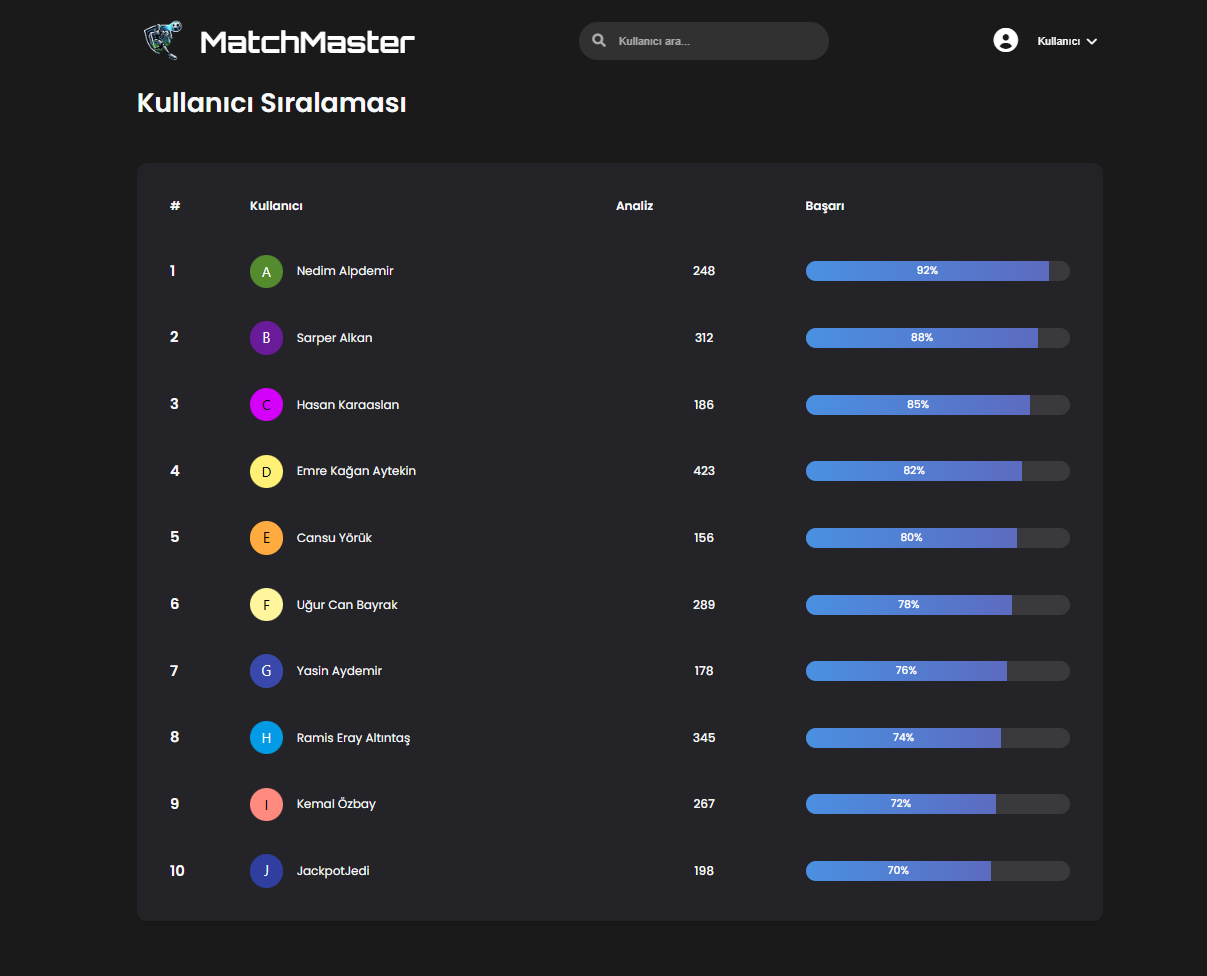 MatchMaster
Kullanıcı ara...
Kullanıcı
Kullanıcı Sıralaması
# Kullanıcı Analiz Başarı
1 A Nedim Alpdemir 248 92%
2 B Sarper Alkan 312 88%
3 C Hasan Karaaslan 186 85%
4 D Emre Kağan Aytekin 423 82%
5 E Cansu Yörük 156 80%
6 F Uğur Can Bayrak 289 78%
7 G Yasin Aydemir 178 76%
8 H Ramis Eray Altıntaş 345 74%
9 I Kemal Özbay 267 72%
10 J JackpotJedi 198 70%